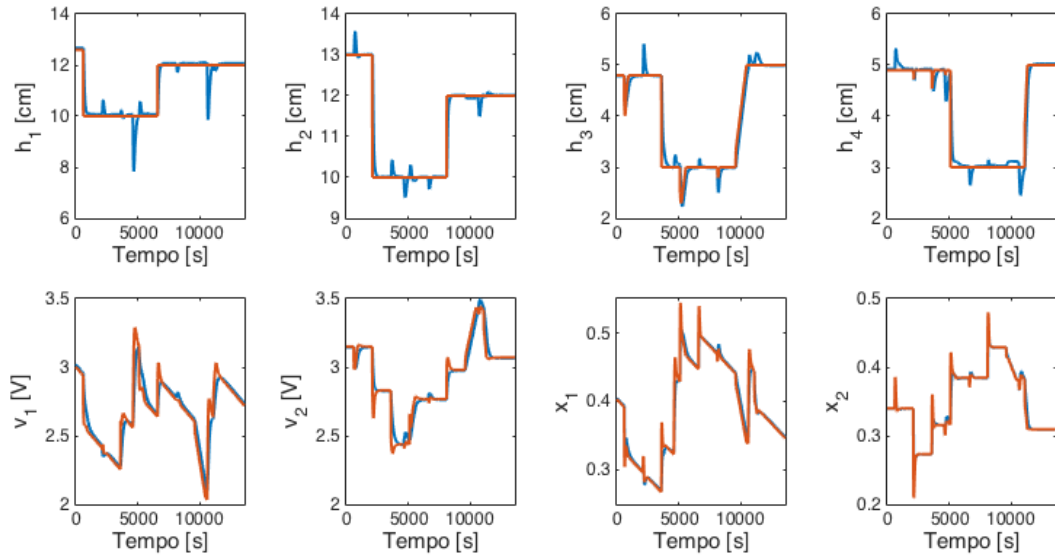 14
12
10
8
6
h1 [cm]
0 5000 10000
Tempo [s]
14
13
12
11
10
9
h2 [cm]
0 5000 10000
Tempo [s]
6
5
4
3
2
h3 [cm]
0 5000 10000
Tempo [s]
6
5
4
3
2
h4 [cm]
0 5000 10000
Tempo [s]
3.5
3
2.5
2
v1 [V]
0 5000 10000
Tempo [s]
3.5
3
2.5
2
v2 [V]
0 5000 10000
Tempo [s]
0.5
0.4
0.3
x1
0 5000 10000
Tempo [s]
0.5
0.4
0.3
0.2
x2
0 5000 10000
Tempo [s]